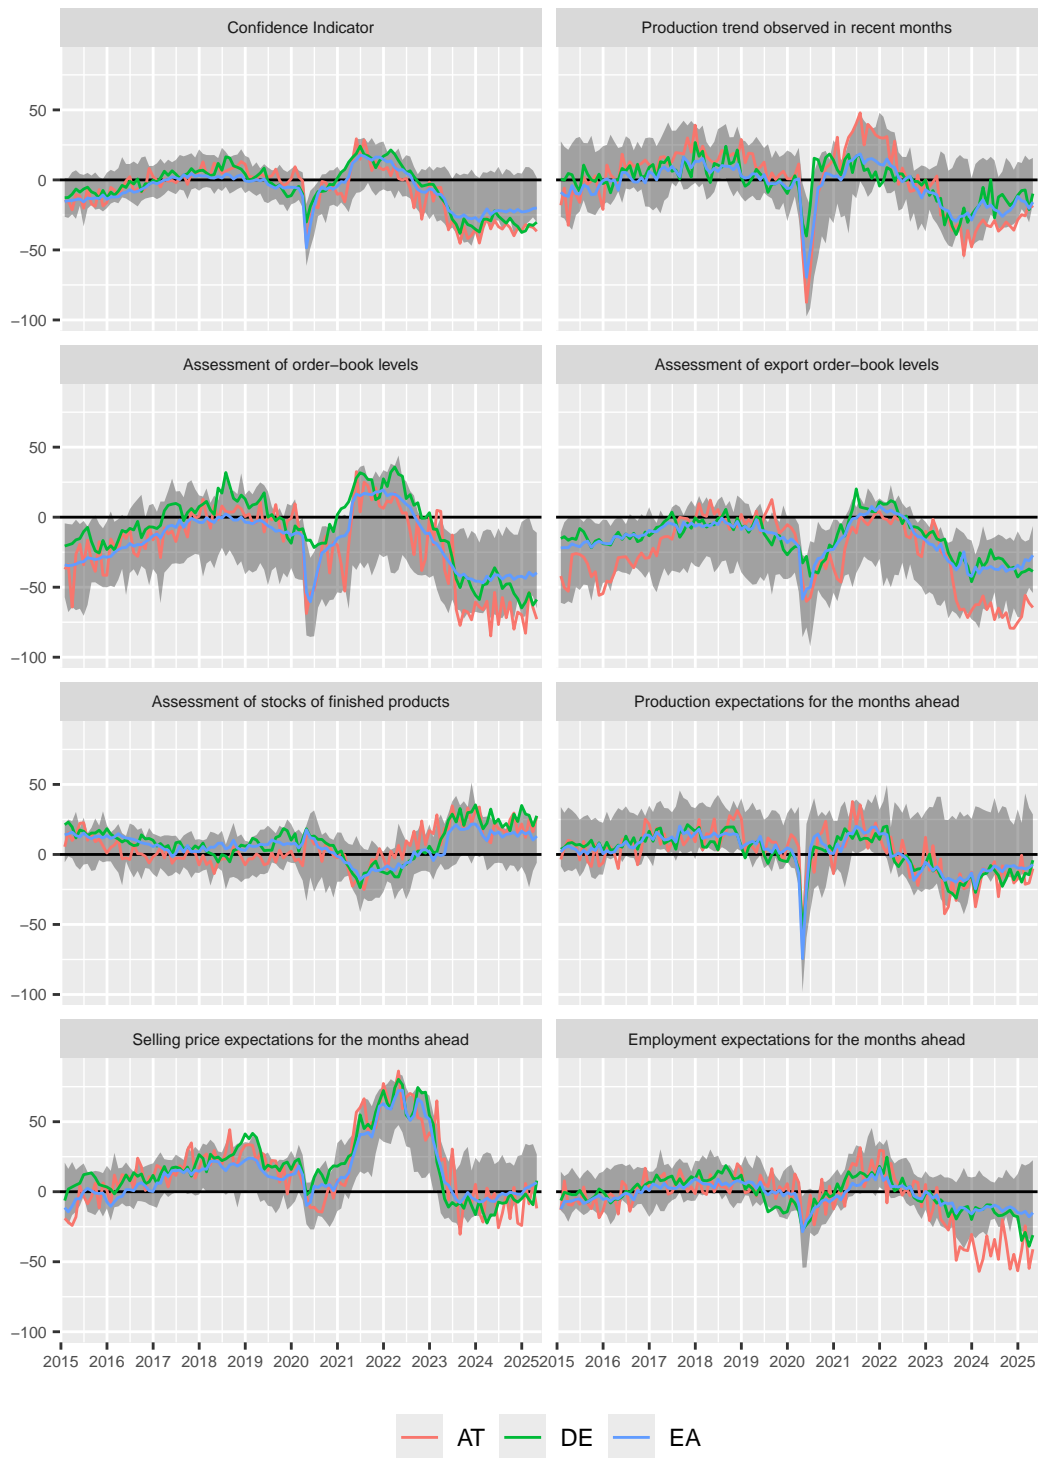 Confidence Indicator
Production trend observed in recent months
50
0
−50
−100
Assessment of order−book levels
Assessment of export order−book levels
50
0
−50
−100
Assessment of stocks of finished products
Production expectations for the months ahead
50
0
−50
−100
Selling price expectations for the months ahead
Employment expectations for the months ahead
50
0
−50
−100
2015 2016 2017 2018 2019 2020 2021 2022 2023 2024 2025 2015 2016 2017 2018 2019 2020 2021 2022 2023 2024 2025
AT DE EA